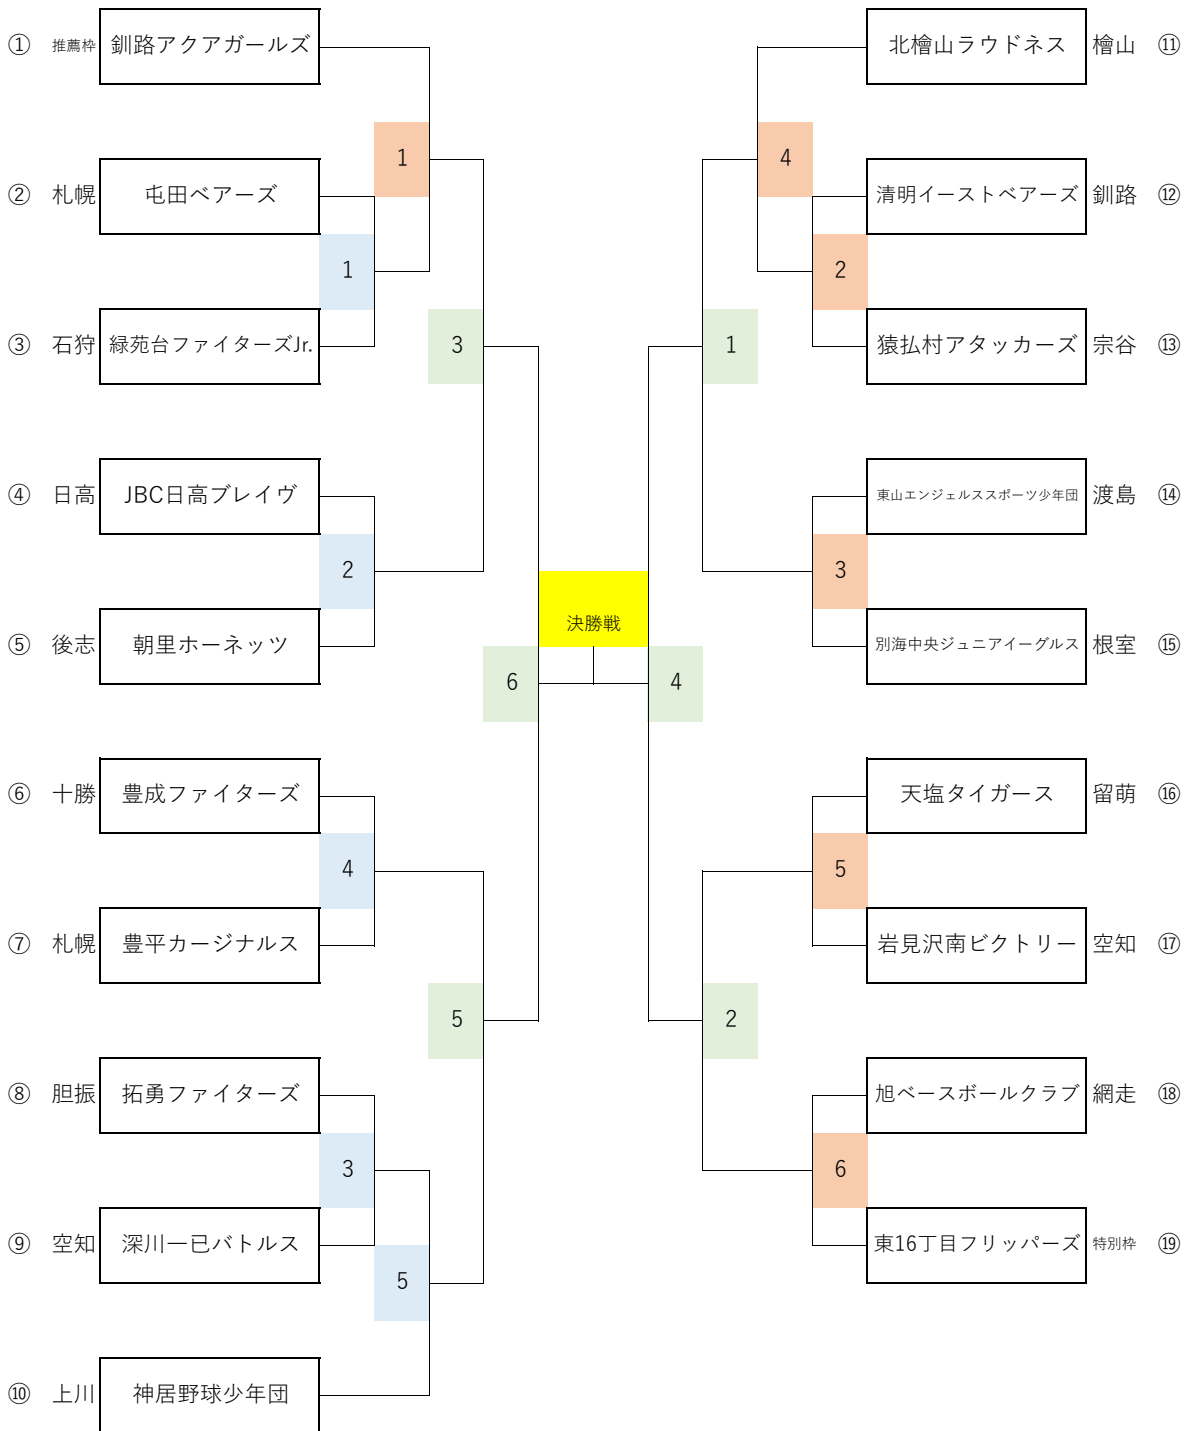 ① 推薦枠 釧路アクアガールズ
北檜山ラウドネス 檜山 ⑪
1
4
② 札幌 屯田ベアーズ
清明イーストベアーズ 釧路 ⑫
1
2
③ 石狩 緑苑台ファイターズJr.
3
1
猿払村アタッカーズ 宗谷 ⑬
④ 日高 JBC日高ブレイヴ
東山エンジェルススポーツ少年団 渡島 ⑭
2
3
決勝戦
⑤ 後志 朝里ホーネッツ
別海中央ジュニアイーグルス 根室 ⑮
6
4
⑥ 十勝 豊成ファイターズ
天塩タイガース 留萌 ⑯
4
5
⑦ 札幌 豊平カージナルス
岩見沢南ビクトリー 空知 ⑰
5
2
⑧ 胆振 拓勇ファイターズ
旭ベースボールクラブ 網走 ⑱
3
6
⑨ 空知 深川一已バトルス
東16丁目フリッパーズ 特別枠 ⑲
5
⑩ 上川 神居野球少年団